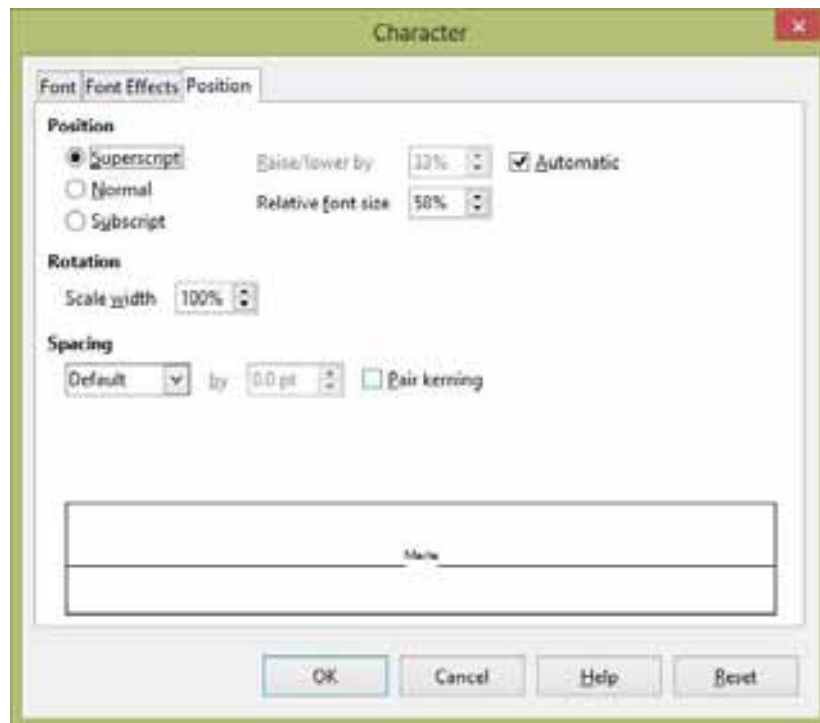 Character
Font Font Effects Position
Position
Superscript Raise/lower by 33% Automatic
Normal
Relative font size 58%
Subscript
Rotation
Scale width 100%
Spacing
Default by 0.0 pt Pair kerning
OK Cancel Help Reset